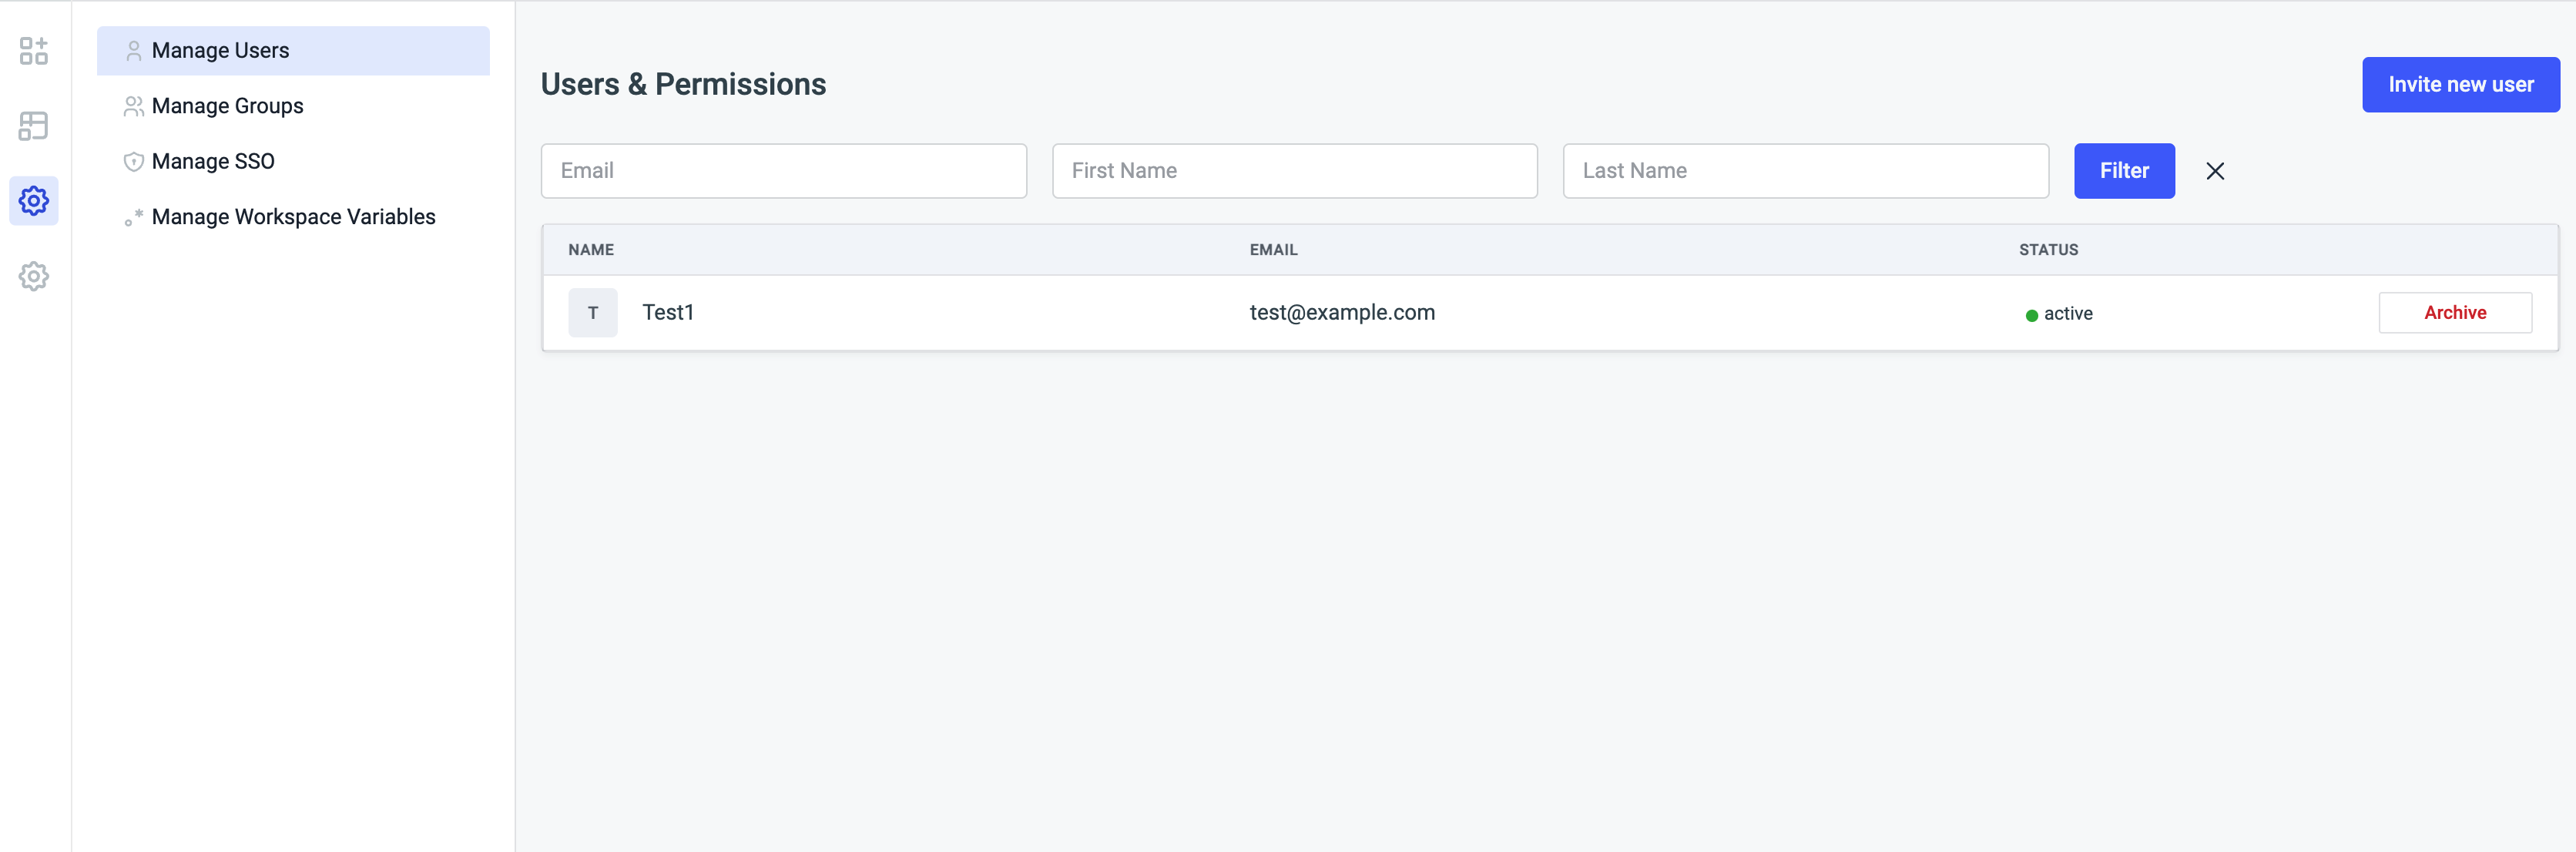 Manage Users
Manage Groups
Manage SSO
Manage Workspace Variables
Users & Permissions
Invite new user
Email
First Name
Last Name
Filter
NAME
EMAIL
STATUS
T
Test1
test@example.com
active
Archive